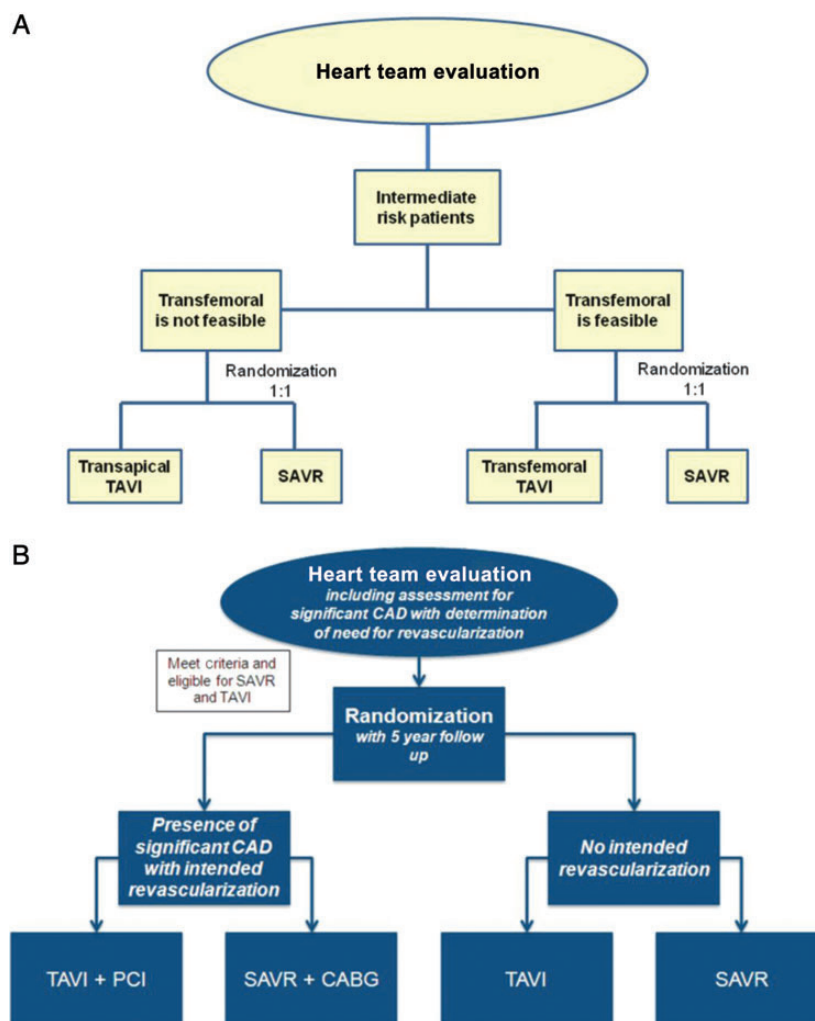 A
Heart team evaluation
Intermediate
risk patients
Transfemoral
is not feasible
Transfemoral
is feasible
Randomization
1:1
Randomization
1:1
Transapical
TAVI
SAVR
Transfemoral
TAVI
SAVR
B
Heart team evaluation
including assessment for
significant CAD with determination
of need for revascularization
Meet criteria and
eligible for SAVR
and TAVI
Randomization
with 5 year follow
up
Presence of
significant CAD
with intended
revascularization
No intended
revascularization
TAVI + PCI
SAVR + CABG
TAVI
SAVR